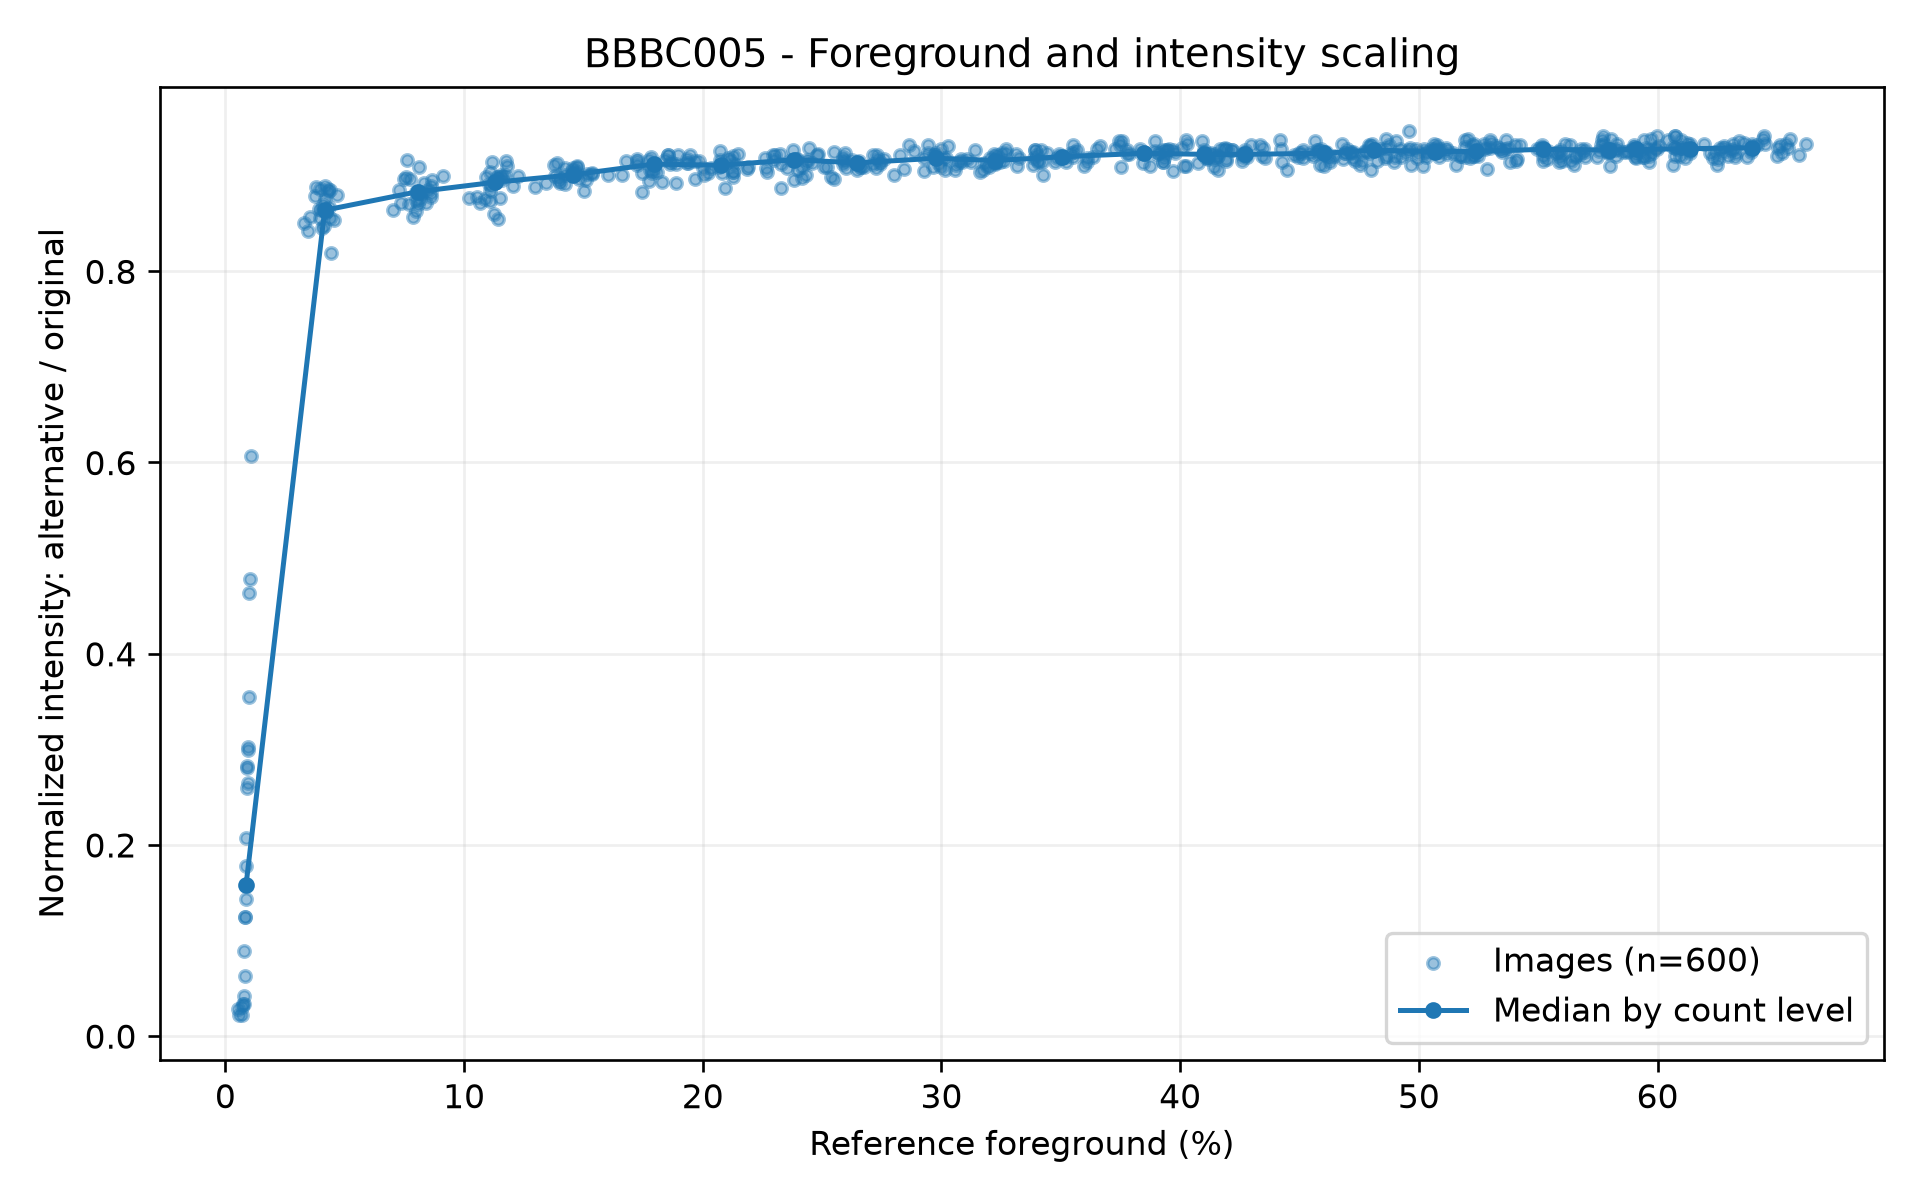 BBBC005 - Foreground and intensity scaling
Normalized intensity: alternative / original
0.8
0.6
0.4
0.2
0.0
0 10 20 30 40 50 60
Reference foreground (%)
Images (n=600)
Median by count level